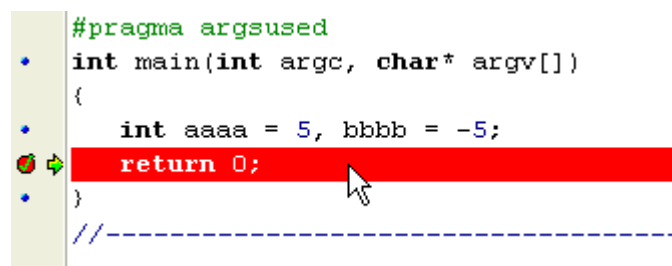 #pragma argsused
int main(int argc, char* argv[])
{
int aaaa = 5, bbbb = -5;
return 0;
}
//------------------------------------